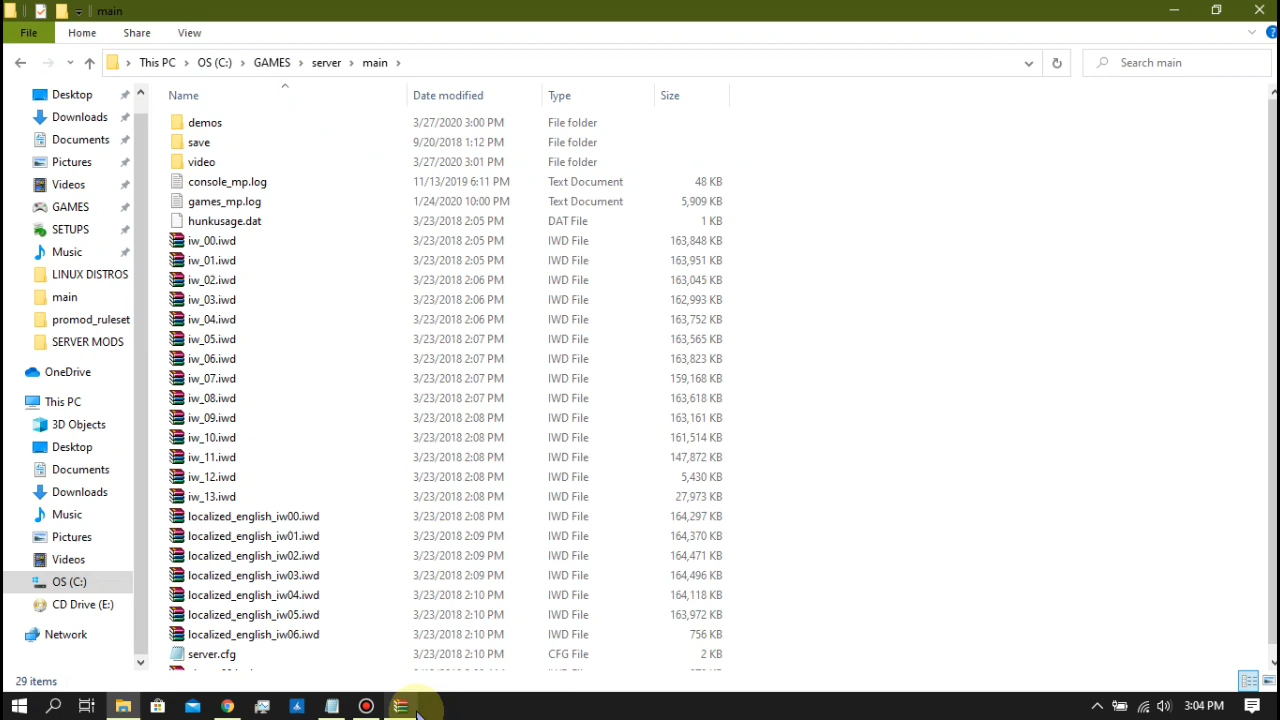 main
File Home Share View
This PC OS (C:) GAMES server main Search main
Name Date modified Type Size
Desktop
Downloads
Documents
Pictures
Videos
GAMES
SETUPS
Music
LINUX DISTROS
main
promod_ruleset
SERVER MODS
OneDrive
This PC
3D Objects
Desktop
Documents
Downloads
Music
Pictures
Videos
OS (C:)
CD Drive (E:)
Network
demos 3/27/2020 3:00 PM File folder
save 9/20/2018 1:12 PM File folder
video 3/27/2020 3:01 PM File folder
console_mp.log 11/13/2019 6:11 PM Text Document 48 KB
games_mp.log 1/24/2020 10:00 PM Text Document 5,909 KB
hunkusage.dat 3/23/2018 2:05 PM DAT File 1 KB
iw_00.iwd 3/23/2018 2:05 PM IWD File 163,848 KB
iw_01.iwd 3/23/2018 2:05 PM IWD File 163,951 KB
iw_02.iwd 3/23/2018 2:06 PM IWD File 163,045 KB
iw_03.iwd 3/23/2018 2:06 PM IWD File 162,993 KB
iw_04.iwd 3/23/2018 2:06 PM IWD File 163,752 KB
iw_05.iwd 3/23/2018 2:07 PM IWD File 163,565 KB
iw_06.iwd 3/23/2018 2:07 PM IWD File 163,823 KB
iw_07.iwd 3/23/2018 2:07 PM IWD File 159,168 KB
iw_08.iwd 3/23/2018 2:07 PM IWD File 163,618 KB
iw_09.iwd 3/23/2018 2:08 PM IWD File 163,161 KB
iw_10.iwd 3/23/2018 2:08 PM IWD File 161,514 KB
iw_11.iwd 3/23/2018 2:08 PM IWD File 147,872 KB
iw_12.iwd 3/23/2018 2:08 PM IWD File 5,430 KB
iw_13.iwd 3/23/2018 2:08 PM IWD File 27,973 KB
localized_english_iw00.iwd 3/23/2018 2:08 PM IWD File 164,297 KB
localized_english_iw01.iwd 3/23/2018 2:09 PM IWD File 164,370 KB
localized_english_iw02.iwd 3/23/2018 2:09 PM IWD File 164,471 KB
localized_english_iw03.iwd 3/23/2018 2:09 PM IWD File 164,496 KB
localized_english_iw04.iwd 3/23/2018 2:10 PM IWD File 164,118 KB
localized_english_iw05.iwd 3/23/2018 2:10 PM IWD File 163,972 KB
localized_english_iw06.iwd 3/23/2018 2:10 PM IWD File 756 KB
server.cfg 3/23/2018 2:10 PM CFG File 2 KB
29 items
3:04 PM